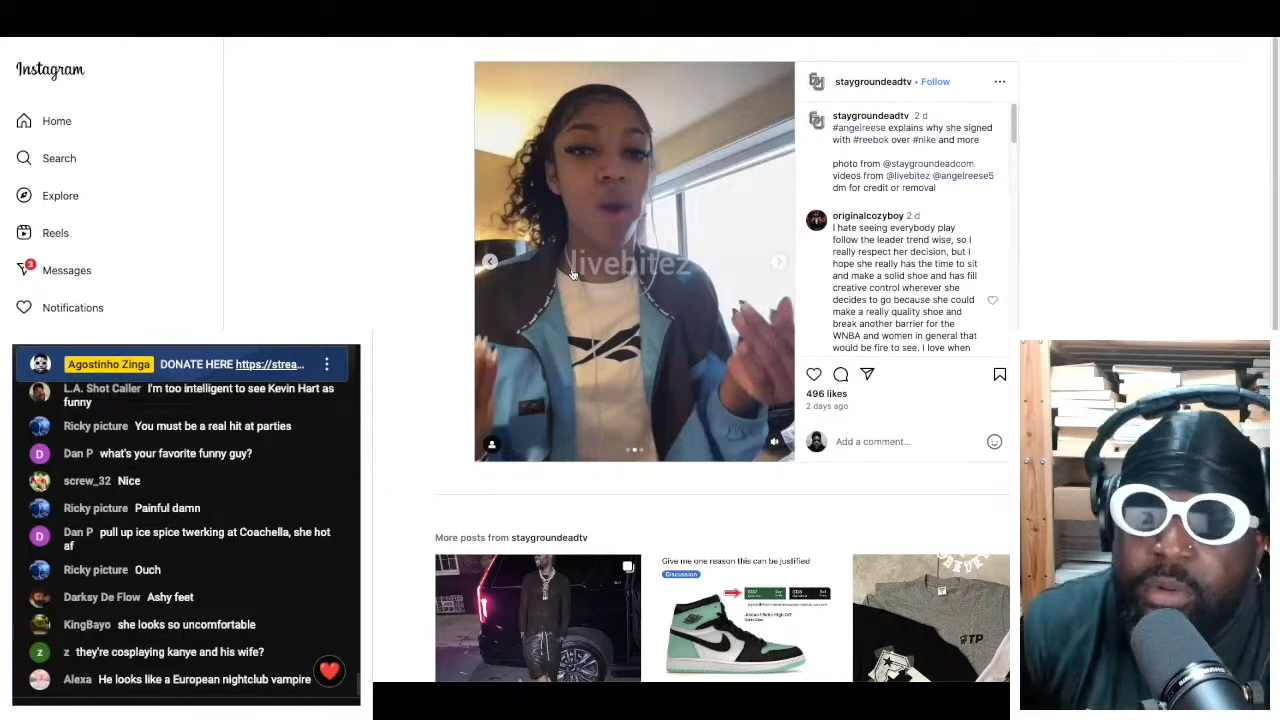 Instagram
Home
Search
Explore
Reels
3
Messages
Notifications
livebitez
staygroundeadtv • Follow
staygroundeadtv 2 d
#angelreese explains why she signed
with #reebok over #nike and more
photo from @staygroundeadcom
videos from @livebitez @angelreese5
dm for credit or removal
originalcozyboy 2 d
I hate seeing everybody play
follow the leader trend wise, so I
really respect her decision, but I
hope she really has the time to sit
and make a solid shoe and has fill
creative control wherever she
decides to go because she could
make a really quality shoe and
break another barrier for the
WNBA and women in general that
would be fire to see. I love when
496 likes
2 days ago
Add a comment...
More posts from staygroundeadtv
Give me one reason this can be justified
Discussion
TP
Agostinho Zinga DONATE HERE https://strea...
L.A. Shot Caller I'm too intelligent to see Kevin Hart as
funny
Ricky picture You must be a real hit at parties
D Dan P what's your favorite funny guy?
screw_32 Nice
Ricky picture Painful damn
D Dan P pull up ice spice twerking at Coachella, she hot
af
Ricky picture Ouch
Darksy De Flow Ashy feet
KingSayo she looks so uncomfortable
z z they're cosplaying kanye and his wife?
Alexa He looks like a European nightclub vampire